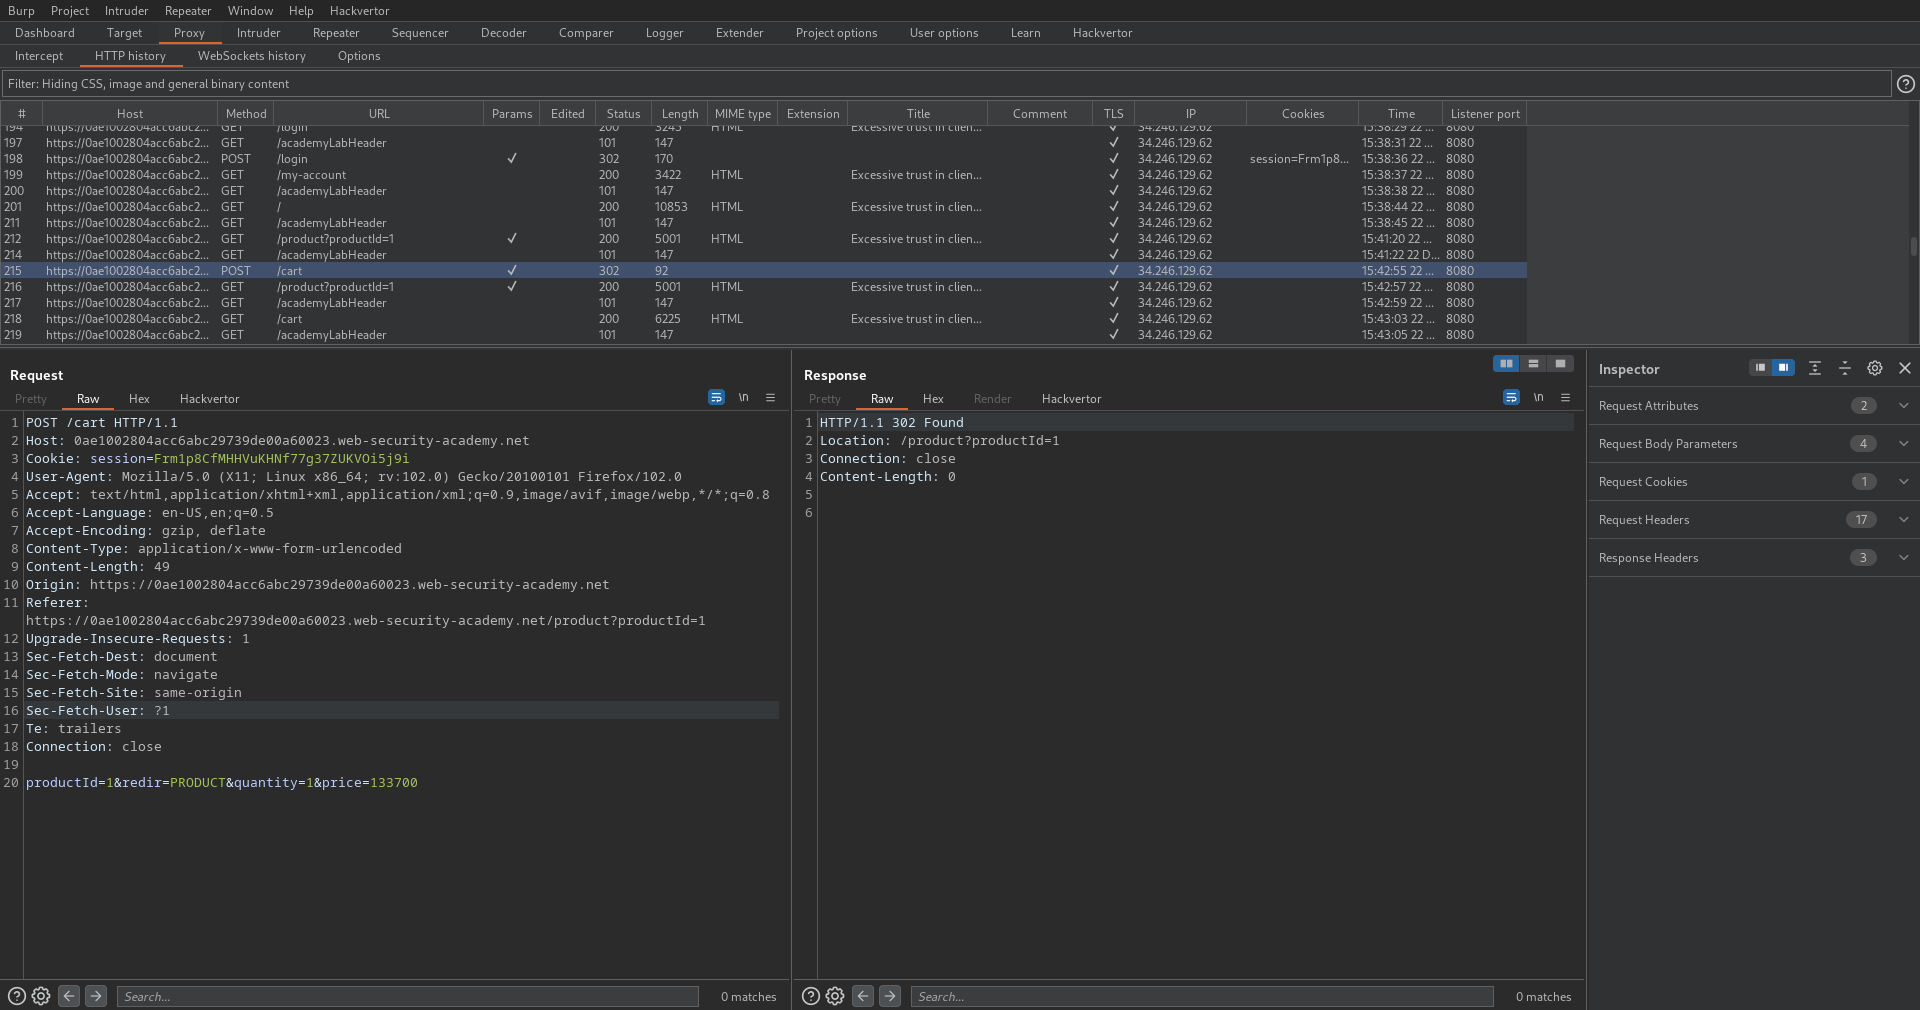 Burp Project Intruder Repeater Window Help Hackvertor
Dashboard Target Proxy Intruder Repeater Sequencer Decoder Comparer Logger Extender Project options User options Learn Hackvertor
Intercept HTTP history WebSockets history Options
Filter: Hiding CSS, image and general binary content
# Host Method URL Params Edited Status Length MIME type Extension Title Comment TLS IP Cookies Time Listener port
194 https://0ae1002804acc6abc2... GET /login 200 3245 HTML Excessive trust in clien... ✓ 34.246.129.62 15:38:29 22 ... 8080
197 https://0ae1002804acc6abc2... GET /academyLabHeader 101 147 ✓ 34.246.129.62 15:38:31 22 ... 8080
198 https://0ae1002804acc6abc2... POST /login ✓ 302 170 ✓ 34.246.129.62 session=Frm1p8... 15:38:36 22 ... 8080
199 https://0ae1002804acc6abc2... GET /my-account 200 3422 HTML Excessive trust in clien... ✓ 34.246.129.62 15:38:37 22 ... 8080
200 https://0ae1002804acc6abc2... GET /academyLabHeader 101 147 ✓ 34.246.129.62 15:38:38 22 ... 8080
201 https://0ae1002804acc6abc2... GET / 200 10853 HTML Excessive trust in clien... ✓ 34.246.129.62 15:38:44 22 ... 8080
211 https://0ae1002804acc6abc2... GET /academyLabHeader 101 147 ✓ 34.246.129.62 15:38:45 22 ... 8080
212 https://0ae1002804acc6abc2... GET /product?productId=1 ✓ 200 5001 HTML Excessive trust in clien... ✓ 34.246.129.62 15:41:20 22 ... 8080
214 https://0ae1002804acc6abc2... GET /academyLabHeader 101 147 ✓ 34.246.129.62 15:41:22 22 D... 8080
215 https://0ae1002804acc6abc2... POST /cart ✓ 302 92 ✓ 34.246.129.62 15:42:55 22 ... 8080
216 https://0ae1002804acc6abc2... GET /product?productId=1 ✓ 200 5001 HTML Excessive trust in clien... ✓ 34.246.129.62 15:42:57 22 ... 8080
217 https://0ae1002804acc6abc2... GET /academyLabHeader 101 147 ✓ 34.246.129.62 15:42:59 22 ... 8080
218 https://0ae1002804acc6abc2... GET /cart 200 6225 HTML Excessive trust in clien... ✓ 34.246.129.62 15:43:03 22 ... 8080
219 https://0ae1002804acc6abc2... GET /academyLabHeader 101 147 ✓ 34.246.129.62 15:43:05 22 ... 8080
Request
Pretty Raw Hex Hackvertor \n
1 POST /cart HTTP/1.1
2 Host: 0ae1002804acc6abc29739de00a60023.web-security-academy.net
3 Cookie: session=Frm1p8CfMHHVuKHNf77g37ZUKVOi5j9i
4 User-Agent: Mozilla/5.0 (X11; Linux x86_64; rv:102.0) Gecko/20100101 Firefox/102.0
5 Accept: text/html,application/xhtml+xml,application/xml;q=0.9,image/avif,image/webp,*/*;q=0.8
6 Accept-Language: en-US,en;q=0.5
7 Accept-Encoding: gzip, deflate
8 Content-Type: application/x-www-form-urlencoded
9 Content-Length: 49
10 Origin: https://0ae1002804acc6abc29739de00a60023.web-security-academy.net
11 Referer:
https://0ae1002804acc6abc29739de00a60023.web-security-academy.net/product?productId=1
12 Upgrade-Insecure-Requests: 1
13 Sec-Fetch-Dest: document
14 Sec-Fetch-Mode: navigate
15 Sec-Fetch-Site: same-origin
16 Sec-Fetch-User: ?1
17 Te: trailers
18 Connection: close
19
20 productId=1&redir=PRODUCT&quantity=1&price=133700
Search... 0 matches
Response
Pretty Raw Hex Render Hackvertor \n
1 HTTP/1.1 302 Found
2 Location: /product?productId=1
3 Connection: close
4 Content-Length: 0
5
6
Search... 0 matches
Inspector
Request Attributes 2
Request Body Parameters 4
Request Cookies 1
Request Headers 17
Response Headers 3